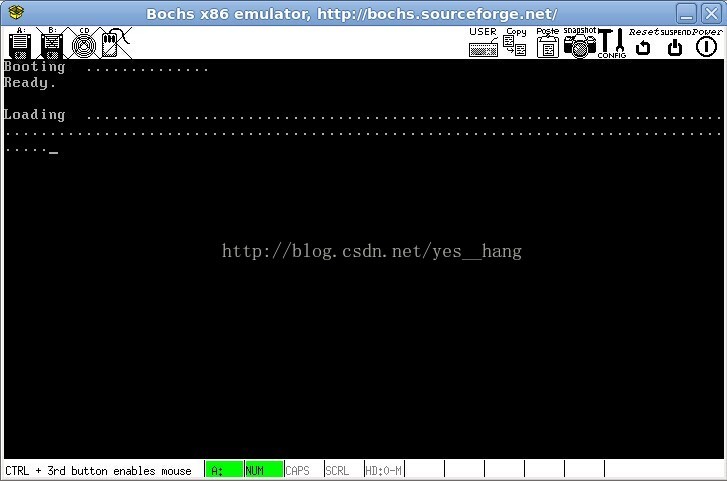 Bochs x86 emulator, http://bochs.sourceforge.net/
A: B: CD USER Copy Paste snapshot CONFIG Reset SUSPEND Power
Booting ..............
Ready.
Loading ..........................................................................
................................................................................
....._
http://blog.csdn.net/yes__hang
CTRL + 3rd button enables mouse A: NUM CAPS SCRL HD:0-M